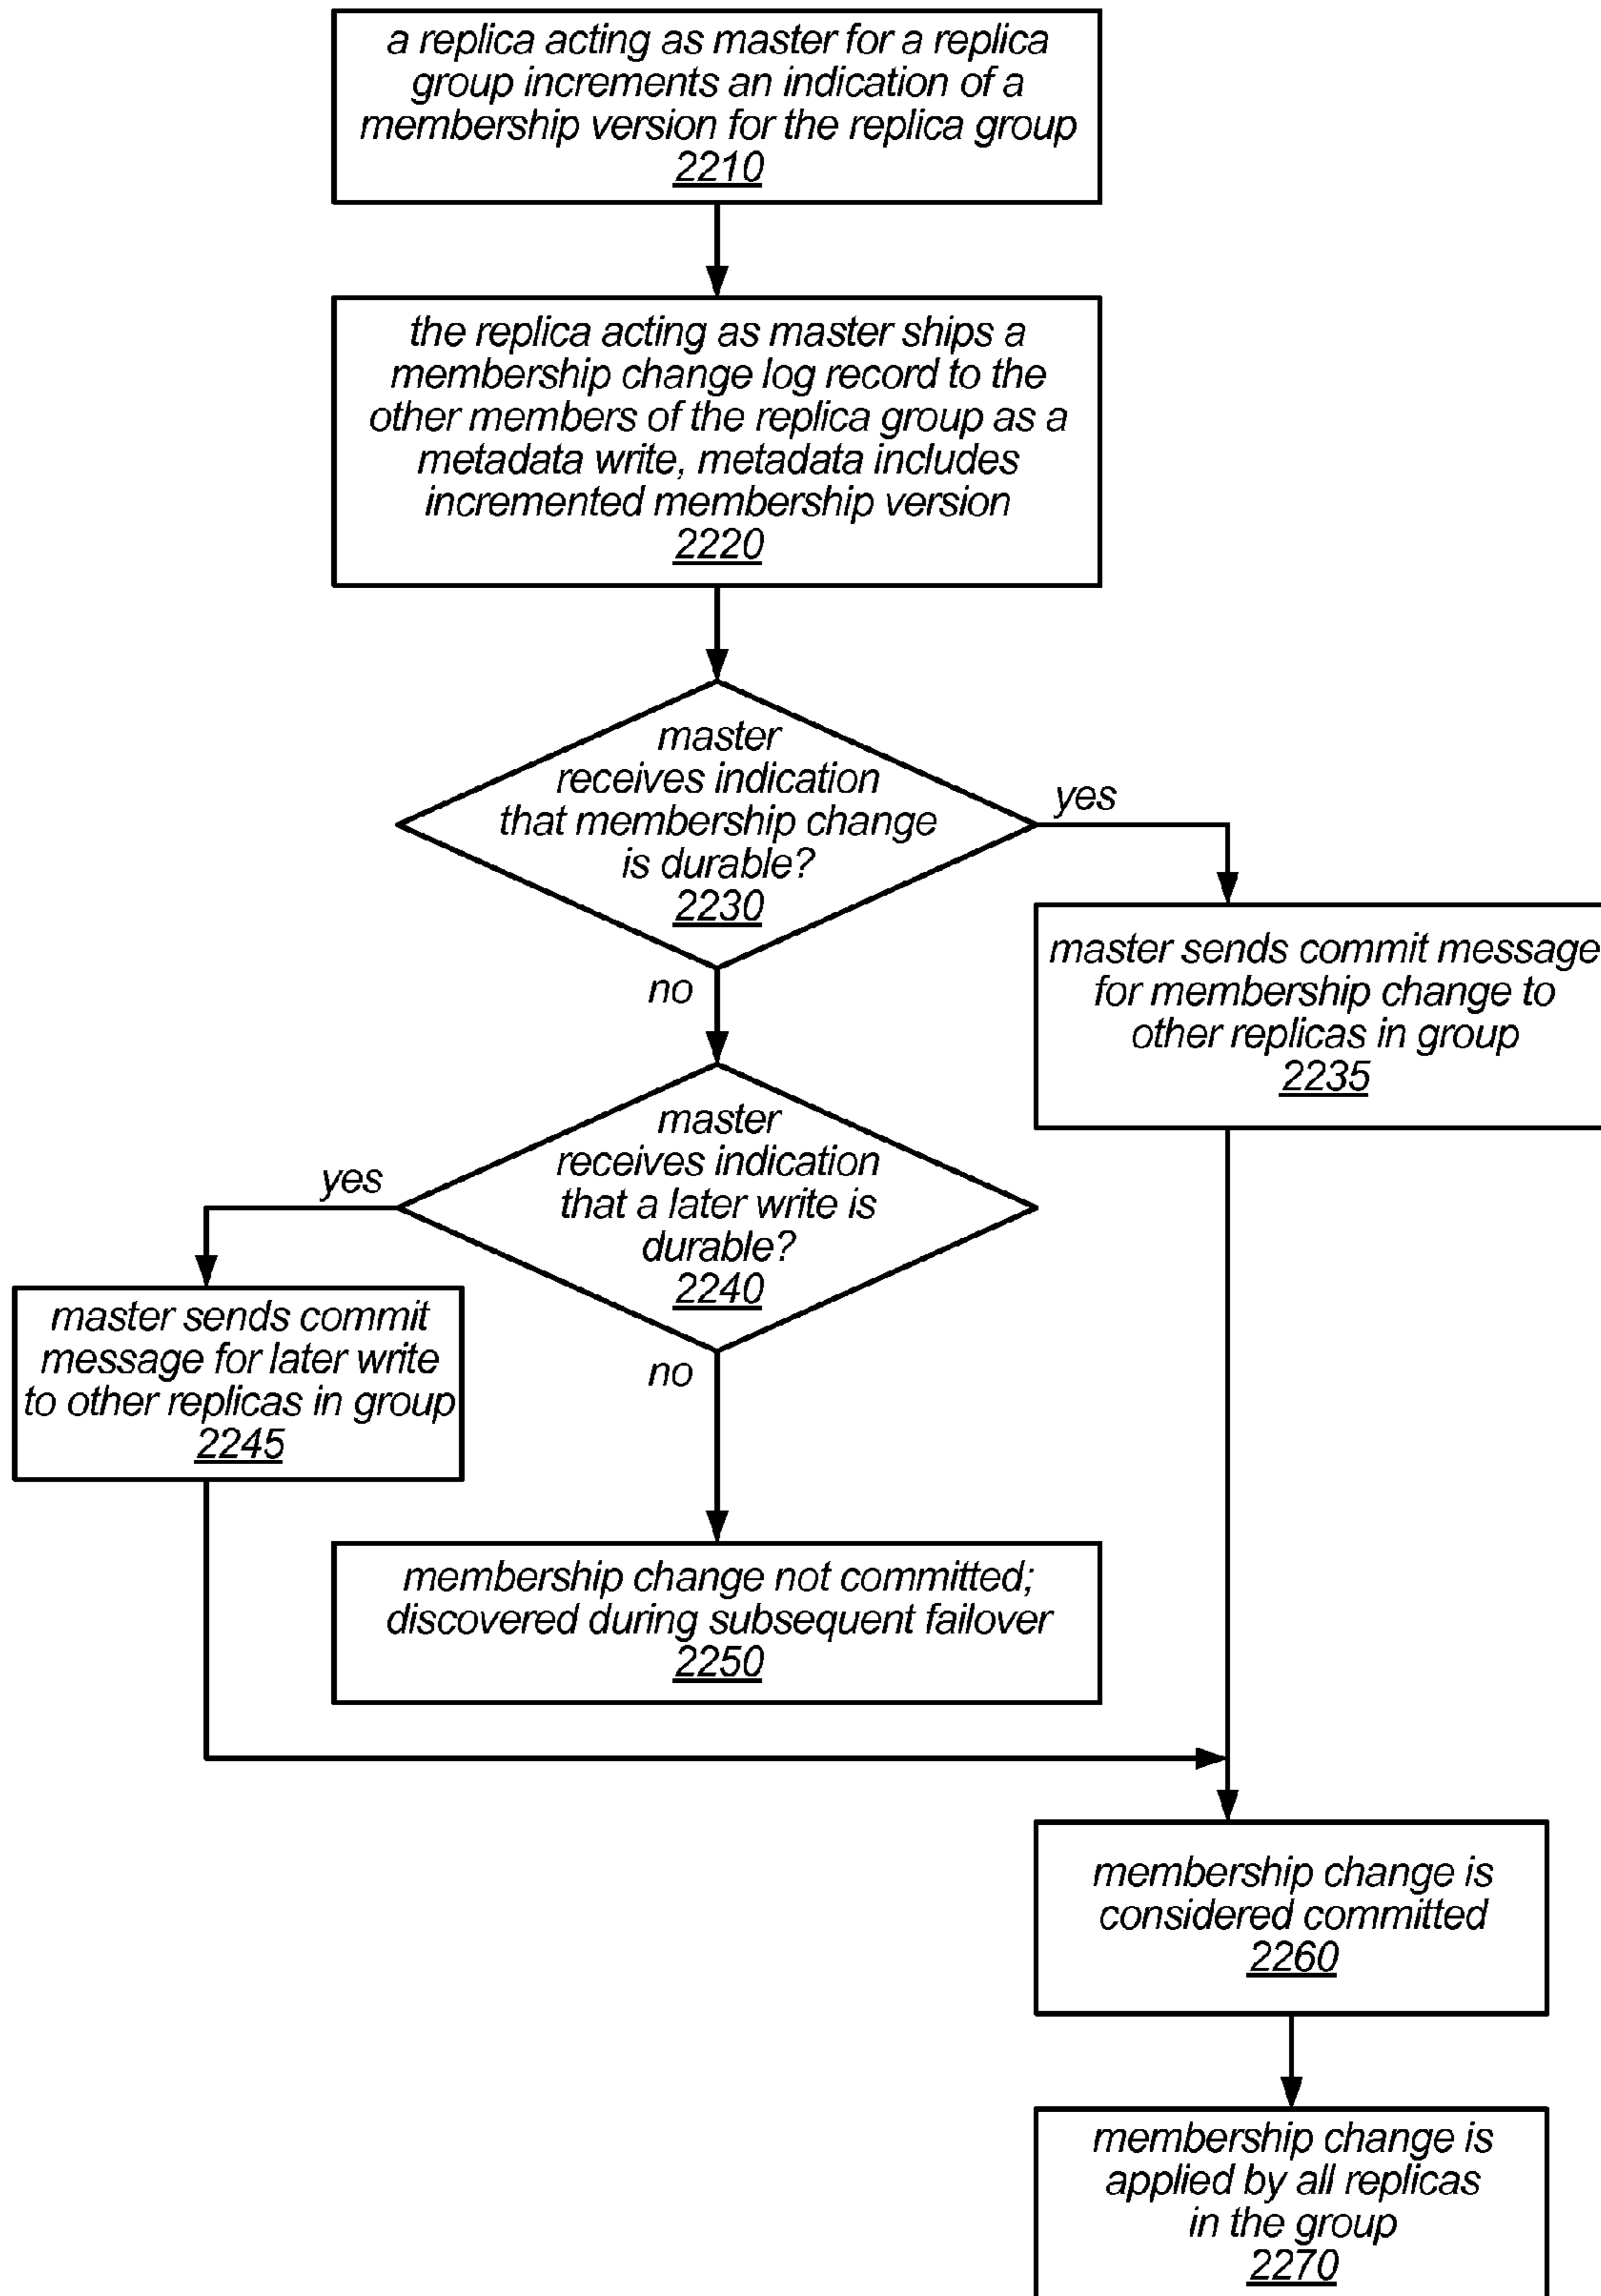 a replica acting as master for a replica
group increments an indication of a
membership version for the replica group
2210
the replica acting as master ships a
membership change log record to the
other members of the replica group as a
metadata write, metadata includes
incremented membership version
2220
master
receives indication
that membership change
is durable?
2230
yes
no
master sends commit message
for membership change to
other replicas in group
2235
master
receives indication
that a later write is
durable?
2240
yes
no
master sends commit
message for later write
to other replicas in group
2245
membership change not committed;
discovered during subsequent failover
2250
membership change is
considered committed
2260
membership change is
applied by all replicas
in the group
2270